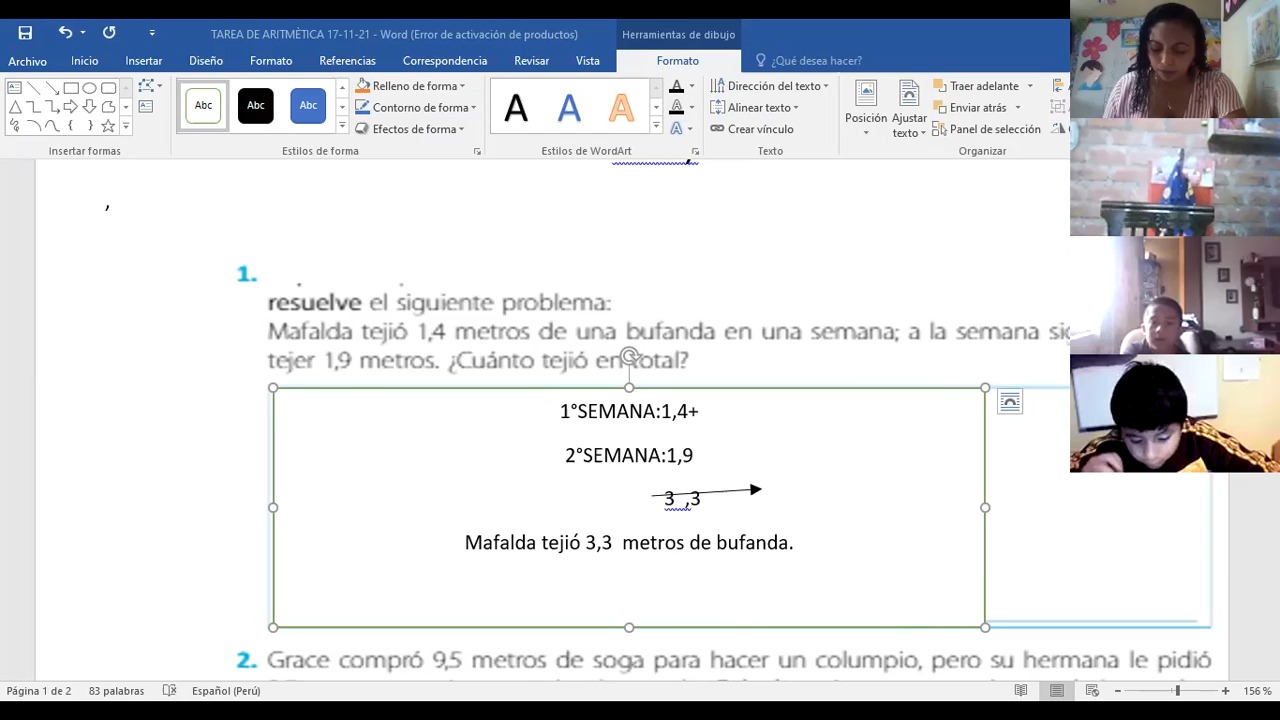 TAREA DE ARITMÈTICA 17-11-21 - Word (Error de activación de productos)
Herramientas de dibujo
Archivo Inicio Insertar Diseño Formato Referencias Correspondencia Revisar Vista Formato ¿Qué desea hacer?
Abc Abc Abc
A A A
Relleno de forma
Contorno de forma
Efectos de forma
Dirección del texto
Alinear texto
Crear vínculo
Posición
Ajustar texto
Traer adelante
Enviar atrás
Panel de selección
Insertar formas Estilos de forma Estilos de WordArt Texto Organizar
,
1.
resuelve el siguiente problema:
Mafalda tejió 1,4 metros de una bufanda en una semana; a la semana
tejer 1,9 metros. ¿Cuánto tejió en total?
1°SEMANA:1,4+
2°SEMANA:1,9
3 ,3
Mafalda tejió 3,3 metros de bufanda.
2. Grace compró 9,5 metros de soga para hacer un columpio, pero su hermana le pidió
Página 1 de 2 83 palabras Español (Perú) 156 %